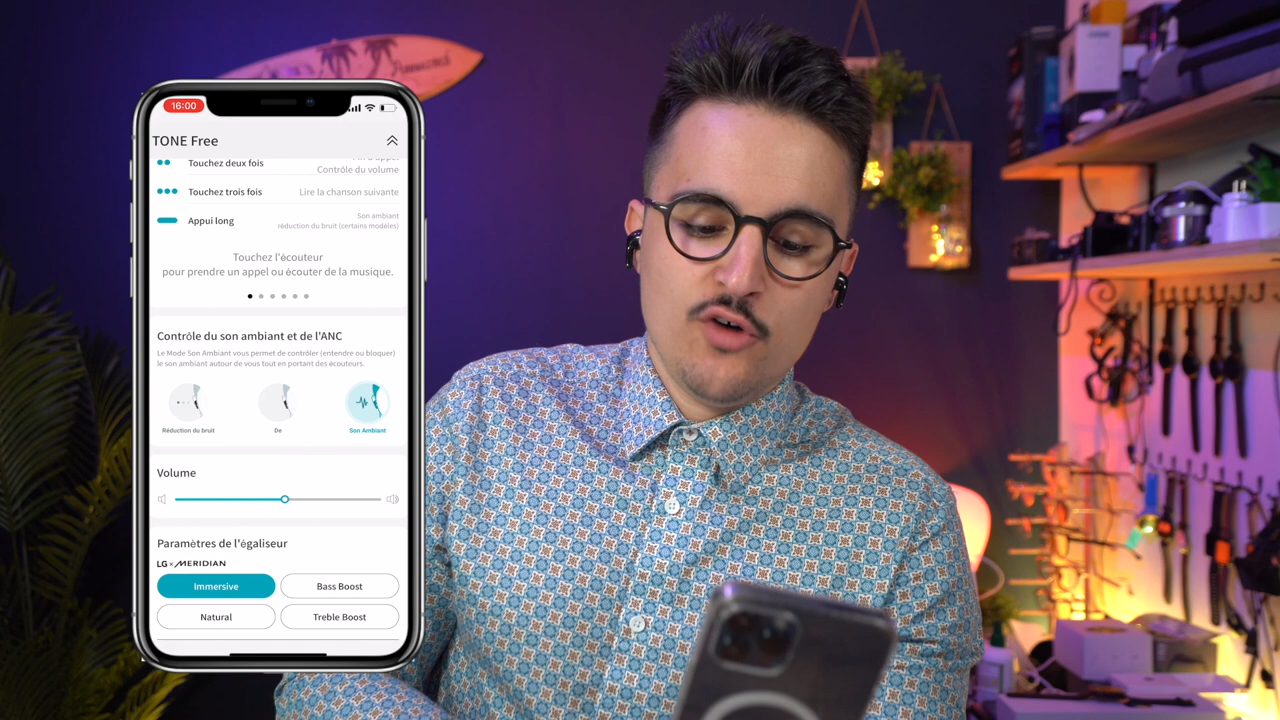 16:00
TONE Free
Touchez deux fois
Contrôle du volume
Touchez trois fois
Lire la chanson suivante
Appui long
Son ambiant
réduction du bruit (certains modèles)
Touchez l'écouteur
pour prendre un appel ou écouter de la musique.
Contrôle du son ambiant et de l'ANC
Le Mode Son Ambiant vous permet de contrôler (entendre ou bloquer)
le son ambiant autour de vous tout en portant des écouteurs.
Réduction du bruit
De
Son Ambiant
Volume
Paramètres de l'égaliseur
LG x MERIDIAN
Immersive
Bass Boost
Natural
Treble Boost